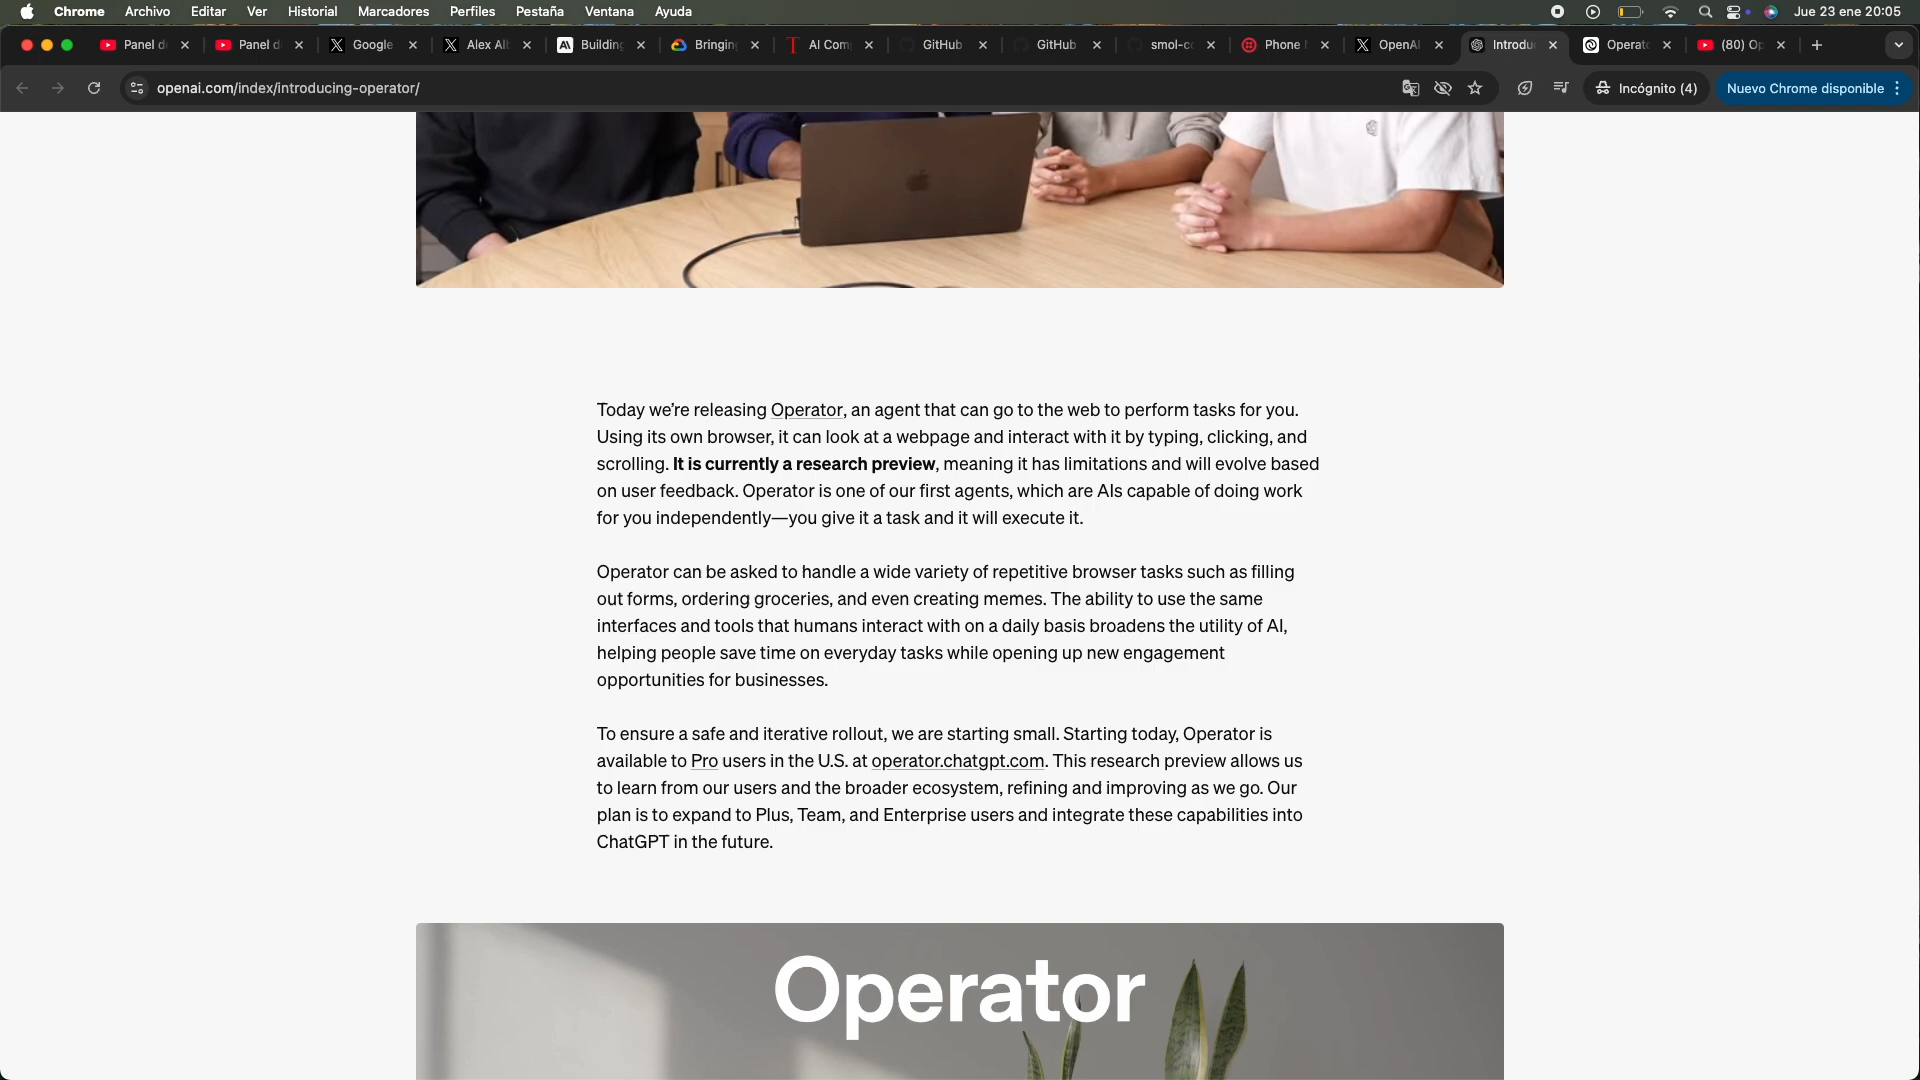 Chrome Archivo Editar Ver Historial Marcadores Perfiles Pestaña Ventana Ayuda Jue 23 ene 20:05
Panel d Panel d Google Alex Alb Building Bringing AI Com GitHub GitHub smol-c Phone OpenAI Introdu Operato (80) Op
openai.com/index/introducing-operator/ Incógnito (4) Nuevo Chrome disponible
Today we’re releasing Operator, an agent that can go to the web to perform tasks for you.
Using its own browser, it can look at a webpage and interact with it by typing, clicking, and
scrolling. It is currently a research preview, meaning it has limitations and will evolve based
on user feedback. Operator is one of our first agents, which are AIs capable of doing work
for you independently—you give it a task and it will execute it.
Operator can be asked to handle a wide variety of repetitive browser tasks such as filling
out forms, ordering groceries, and even creating memes. The ability to use the same
interfaces and tools that humans interact with on a daily basis broadens the utility of AI,
helping people save time on everyday tasks while opening up new engagement
opportunities for businesses.
To ensure a safe and iterative rollout, we are starting small. Starting today, Operator is
available to Pro users in the U.S. at operator.chatgpt.com. This research preview allows us
to learn from our users and the broader ecosystem, refining and improving as we go. Our
plan is to expand to Plus, Team, and Enterprise users and integrate these capabilities into
ChatGPT in the future.
Operator